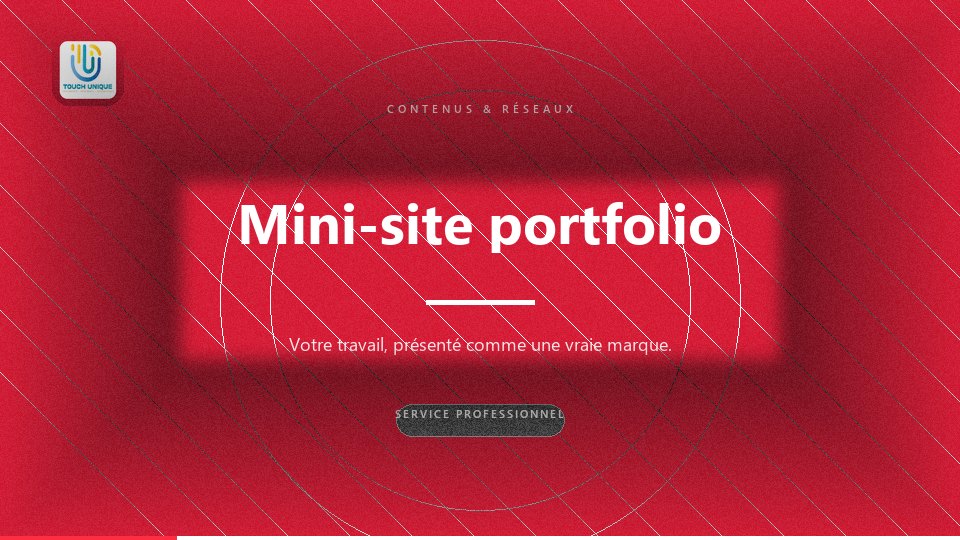 TOUCH UNIQUE
CONTENUS & RÉSEAUX
Mini-site portfolio
Votre travail, présenté comme une vraie marque.
SERVICE PROFESSIONNEL